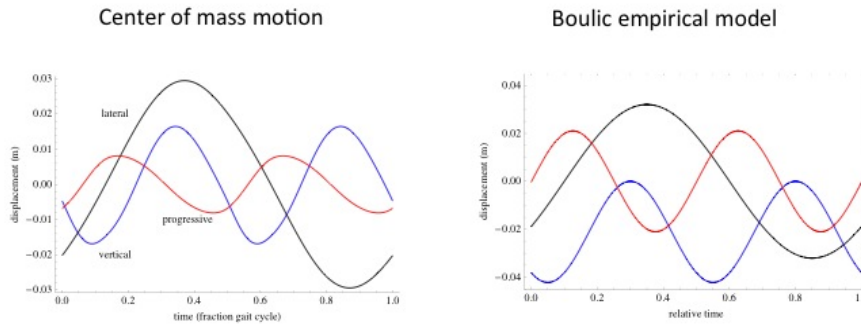 Center of mass motion
Boulic empirical model
0.03
0.02
0.01
0.00
−0.01
−0.02
−0.03
displacement (m)
lateral
progressive
vertical
0.0 0.2 0.4 0.6 0.8 1.0
time (fraction gait cycle)
0.04
0.02
0.00
−0.02
−0.04
displacement (m)
0.0 0.2 0.4 0.6 0.8 1.0
relative time